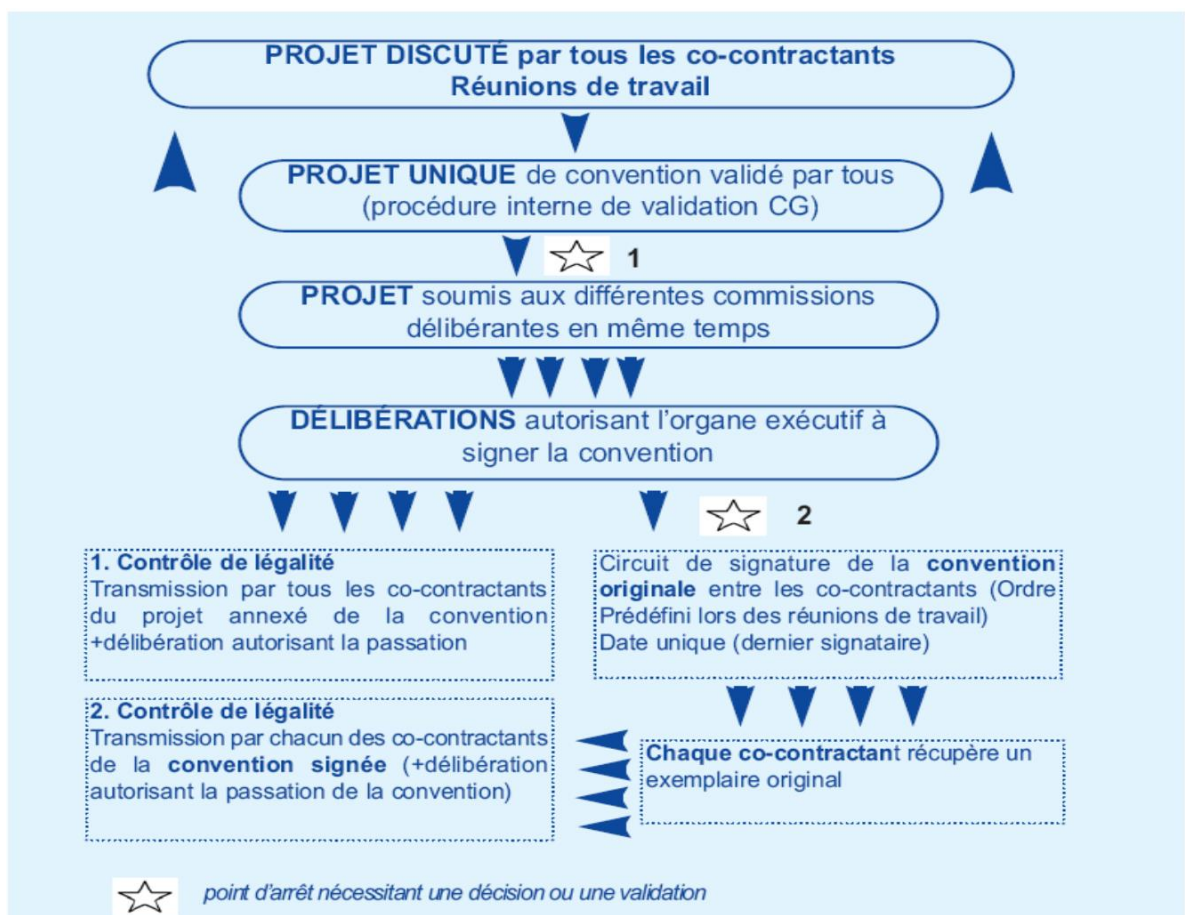 PROJET DISCUTÉ par tous les co-contractants
Réunions de travail
PROJET UNIQUE de convention validé par tous
(procédure interne de validation CG)
1
PROJET soumis aux différentes commissions
délibérantes en même temps
DÉLIBÉRATIONS autorisant l'organe exécutif à
signer la convention
2
1. Contrôle de légalité
Transmission par tous les co-contractants
du projet annexé de la convention
+délibération autorisant la passation
Circuit de signature de la convention
originale entre les co-contractants (Ordre
Prédéfini lors des réunions de travail)
Date unique (dernier signataire)
2. Contrôle de légalité
Transmission par chacun des co-contractants
de la convention signée (+délibération
autorisant la passation de la convention)
Chaque co-contractant récupère un
exemplaire original
point d'arrêt nécessitant une décision ou une validation